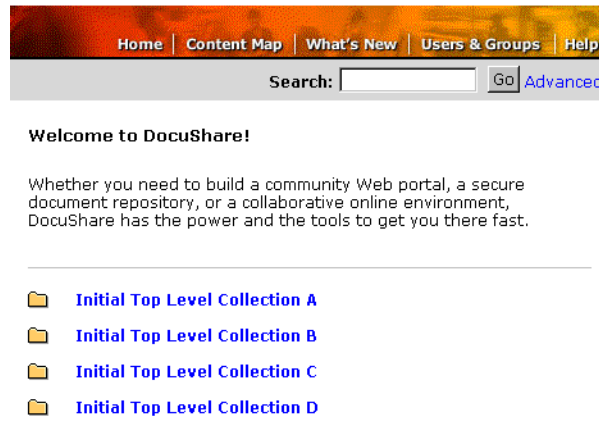 Home | Content Map | What's New | Users & Groups | Help
Search: Go Advanced
Welcome to DocuShare!
Whether you need to build a community Web portal, a secure
document repository, or a collaborative online environment,
DocuShare has the power and the tools to get you there fast.
Initial Top Level Collection A
Initial Top Level Collection B
Initial Top Level Collection C
Initial Top Level Collection D